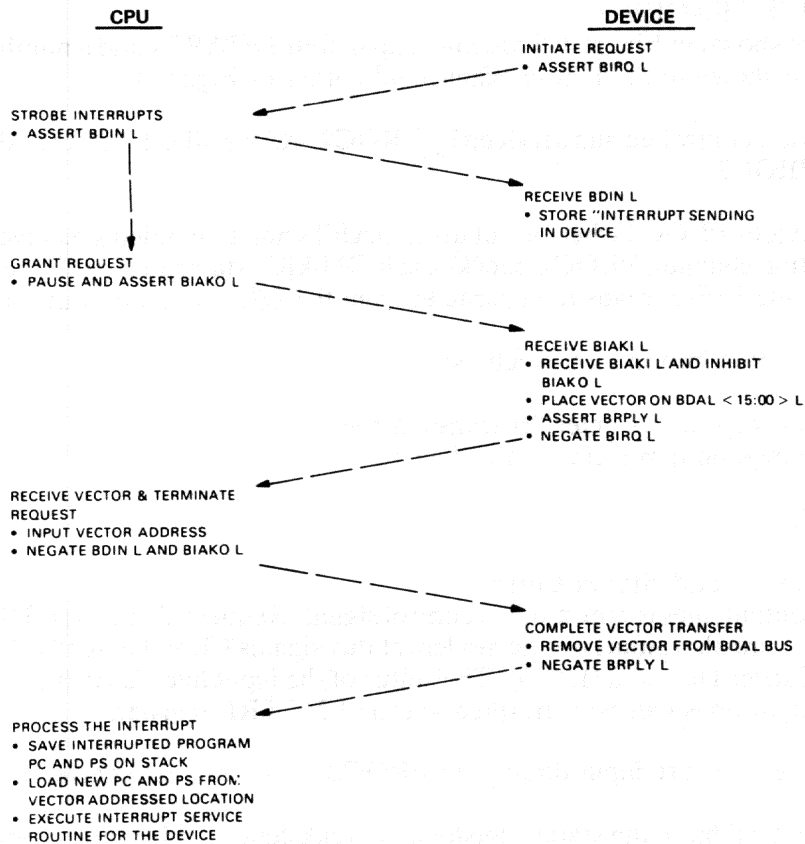 CPU
DEVICE
INITIATE REQUEST
• ASSERT BIRQ L
STROBE INTERRUPTS
• ASSERT BDIN L
RECEIVE BDIN L
• STORE "INTERRUPT SENDING
IN DEVICE
GRANT REQUEST
• PAUSE AND ASSERT BIAKO L
RECEIVE BIAKI L
• RECEIVE BIAKI L AND INHIBIT
BIAKO L
• PLACE VECTOR ON BDAL < 15:00 > L
• ASSERT BRPLY L
• NEGATE BIRQ L
RECEIVE VECTOR & TERMINATE
REQUEST
• INPUT VECTOR ADDRESS
• NEGATE BDIN L AND BIAKO L
COMPLETE VECTOR TRANSFER
• REMOVE VECTOR FROM BDAL BUS
• NEGATE BRPLY L
PROCESS THE INTERRUPT
• SAVE INTERRUPTED PROGRAM
PC AND PS ON STACK
• LOAD NEW PC AND PS FROM
VECTOR ADDRESSED LOCATION
• EXECUTE INTERRUPT SERVICE
ROUTINE FOR THE DEVICE